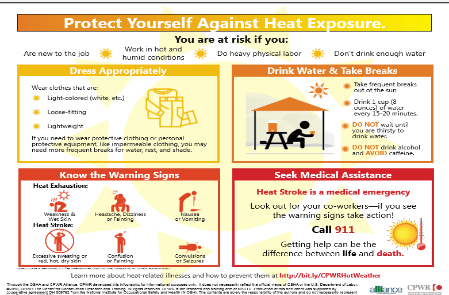 Protect Yourself Against Heat Exposure.
You are at risk if you:
Are new to the job
Work in hot and
humid conditions
Do heavy physical labor
Don't drink enough water
Dress Appropriately
Wear clothes that are:
Light-colored (white, etc.)
Loose-fitting
Lightweight
If you need to wear protective clothing or personal
protective equipment, like impermeable clothing, you may
need more frequent breaks for water, rest, and shade.
Drink Water & Take Breaks
Take frequent breaks
out of the sun.
Drink 1 cup (8
ounces) of water
every 15-20 minutes.
DO NOT wait until
you are thirsty to
drink water.
DO NOT drink alcohol
and AVOID caffeine.
Know the Warning Signs
Heat Exhaustion:
Weakness &
Wet Skin
Headache, Dizziness
or Fainting
Nausea
or Vomiting
Heat Stroke:
Excessive sweating or
red, hot, dry skin
Confusion
or Fainting
Convulsions
or Seizures
Seek Medical Assistance
Heat Stroke is a medical emergency
Look out for your co-workers—if you see
the warning signs take action!
Call 911
Getting help can be the
difference between life and death.
Learn more about heat-related illnesses and how to prevent them at http://bit.ly/CPWRHotWeather
alliance
CPWR